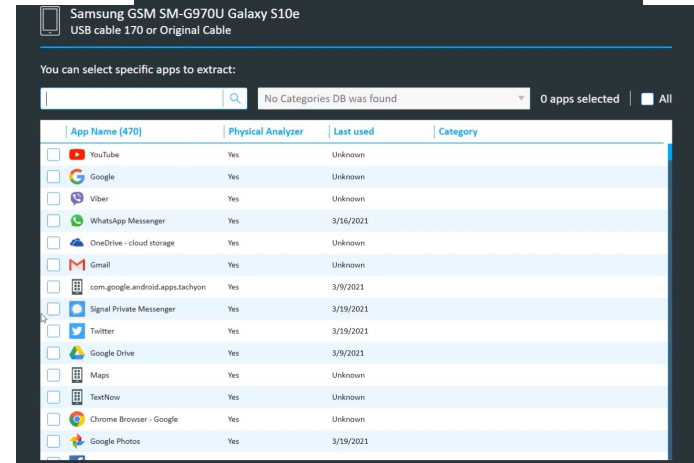 Samsung GSM SM-G970U Galaxy S10e
USB cable 170 or Original Cable
You can select specific apps to extract:
No Categories DB was found 0 apps selected All
App Name (470) Physical Analyzer Last used Category
YouTube Yes Unknown
Google Yes Unknown
Viber Yes Unknown
WhatsApp Messenger Yes 3/16/2021
OneDrive - cloud storage Yes Unknown
Gmail Yes Unknown
com.google.android.apps.tachyon Yes 3/9/2021
Signal Private Messenger Yes 3/19/2021
Twitter Yes 3/19/2021
Google Drive Yes 3/9/2021
Maps Yes Unknown
TextNow Yes Unknown
Chrome Browser - Google Yes Unknown
Google Photos Yes 3/19/2021